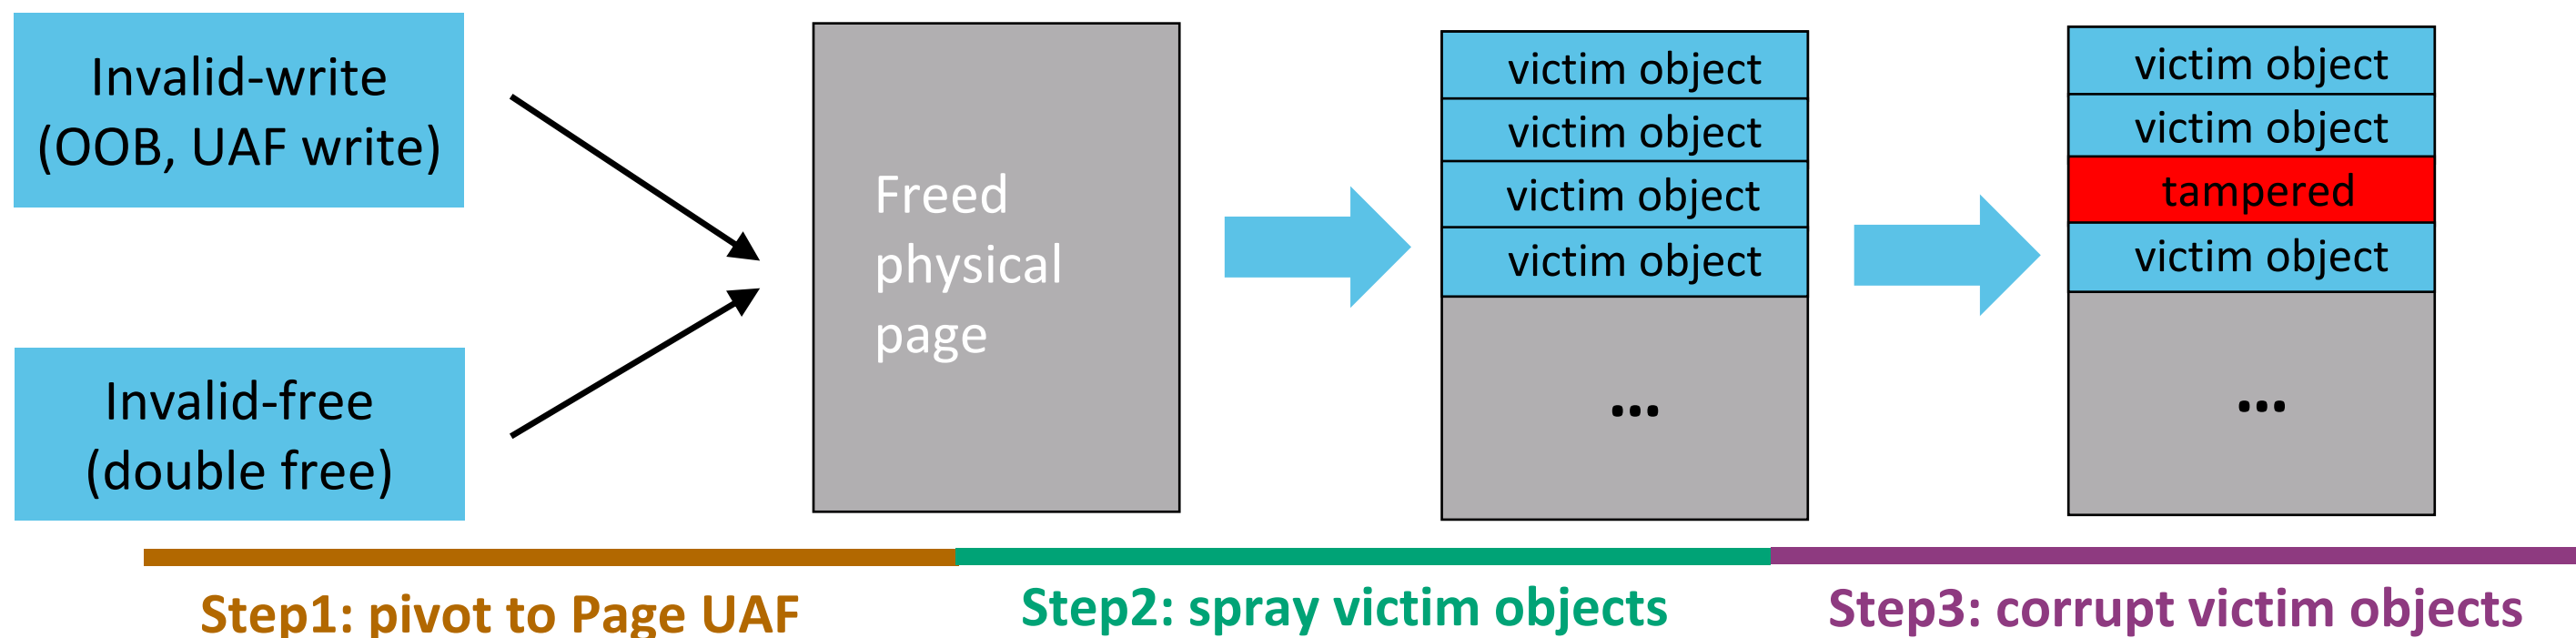 Invalid-write
(OOB, UAF write)
Invalid-free
(double free)
Freed
physical
page
victim object
victim object
victim object
victim object
...
victim object
victim object
tampered
victim object
...
Step1: pivot to Page UAF
Step2: spray victim objects
Step3: corrupt victim objects